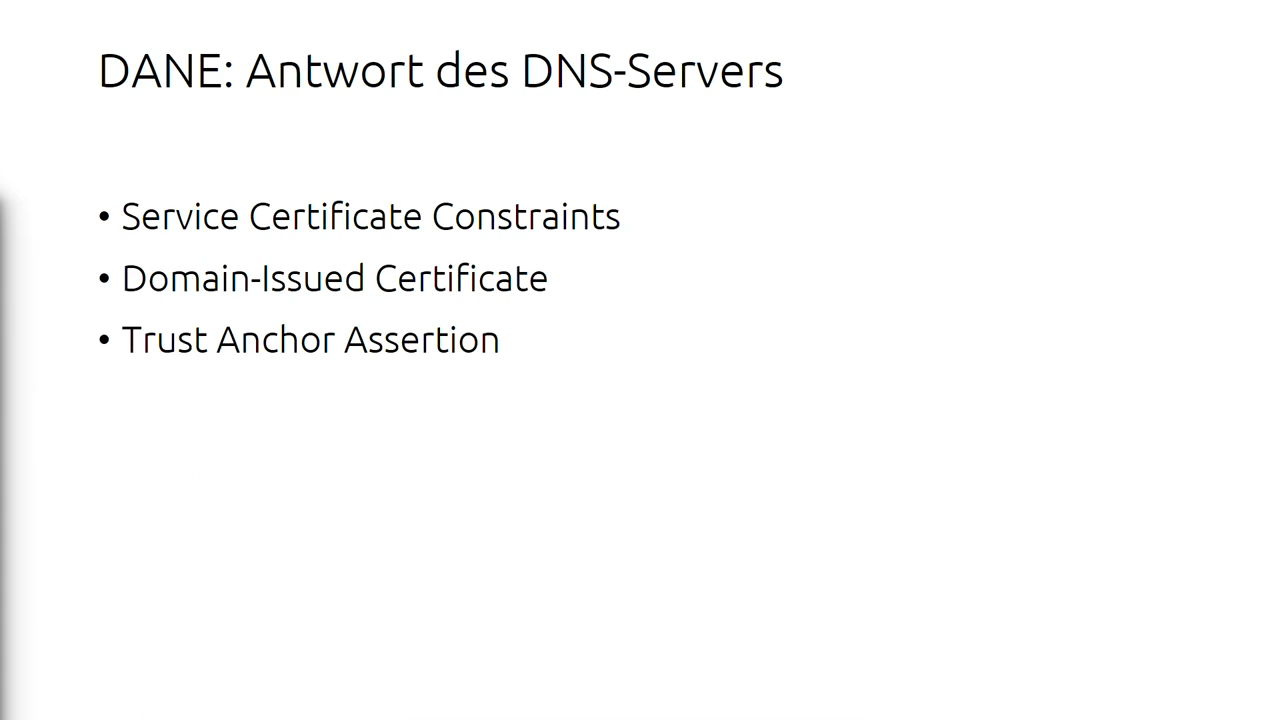 DANE: Antwort des DNS-Servers
• Service Certificate Constraints
• Domain-Issued Certificate
• Trust Anchor Assertion